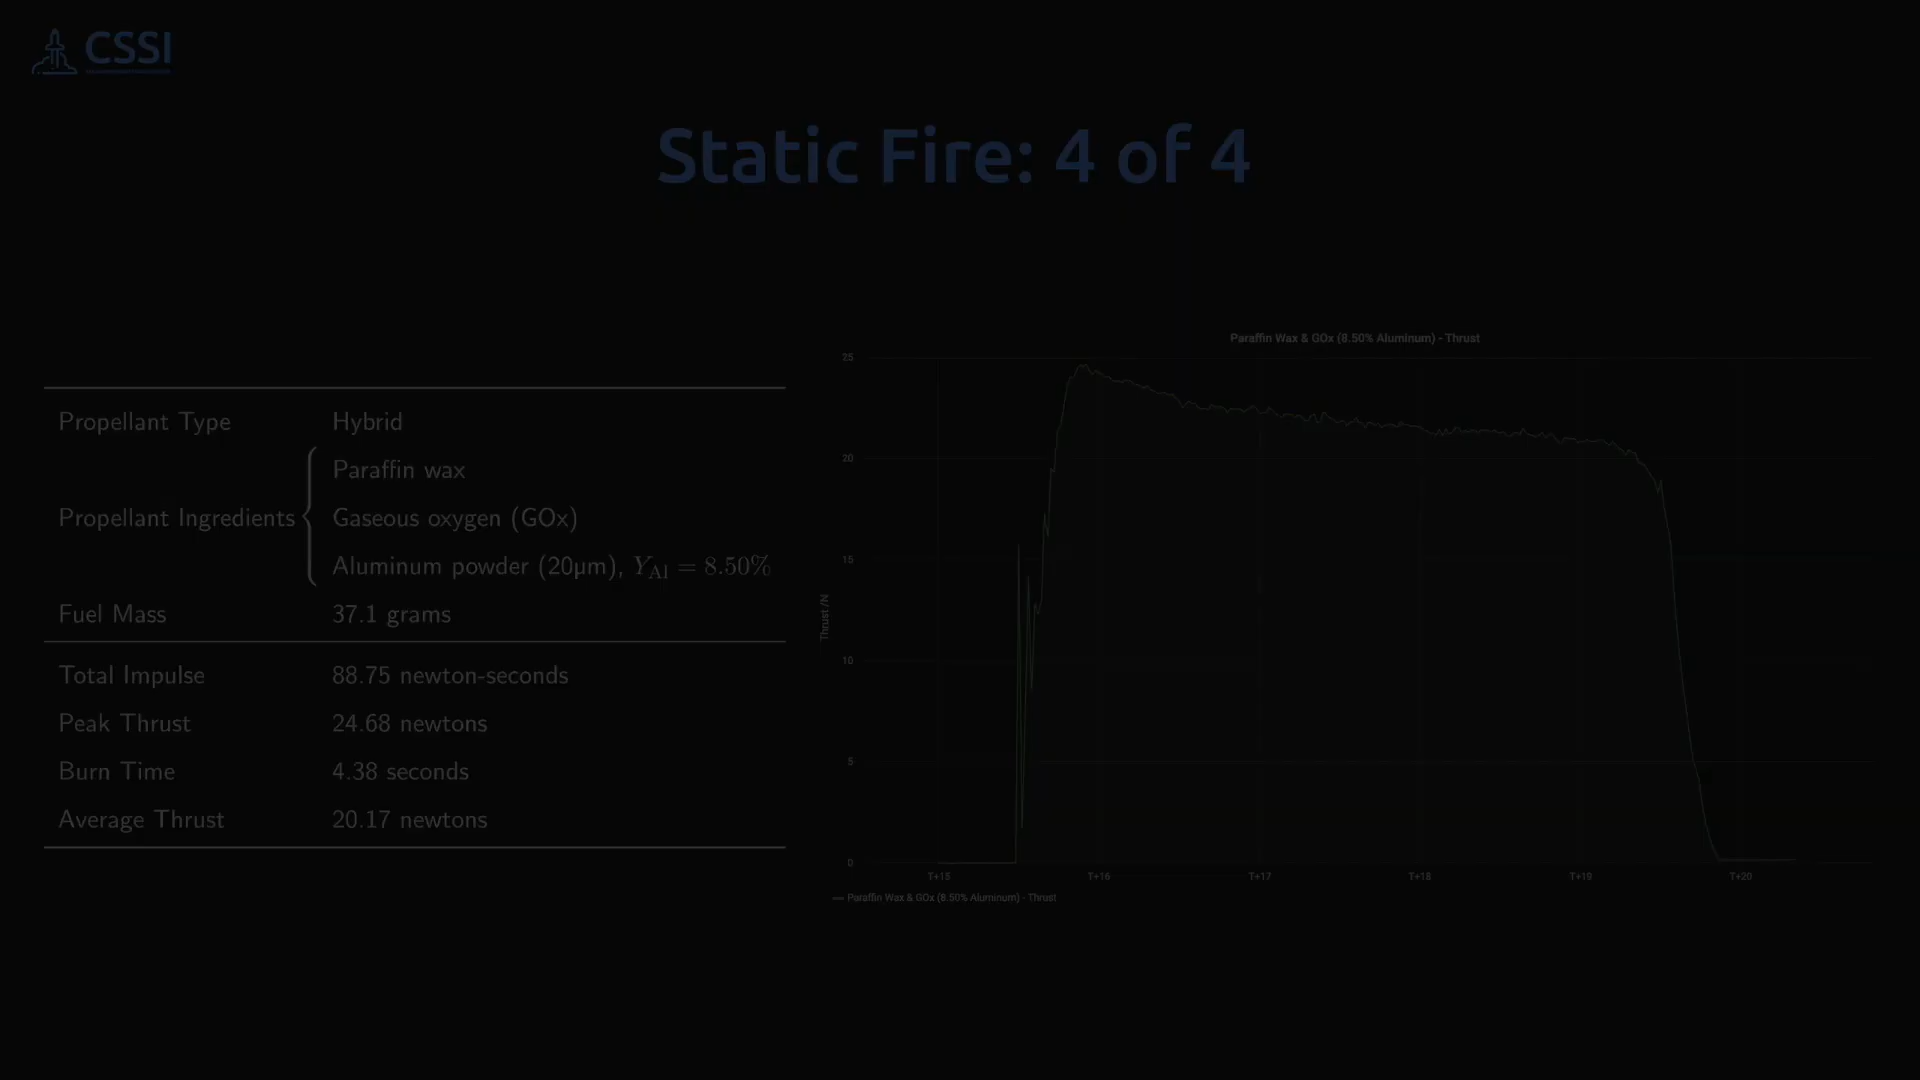 CSSI
Static Fire: 4 of 4
Propellant Type Hybrid
Paraffin wax
Propellant Ingredients Gaseous oxygen (GOx)
Aluminum powder (20µm), Y_Al = 8.50%
Fuel Mass 37.1 grams
Total Impulse 88.75 newton-seconds
Peak Thrust 24.68 newtons
Burn Time 4.38 seconds
Average Thrust 20.17 newtons
Paraffin Wax & GOx (8.50% Aluminum) - Thrust
25
20
15
10
5
0
Thrust /N
T+15 T+16 T+17 T+18 T+19 T+20
Paraffin Wax & GOx (8.50% Aluminum) - Thrust